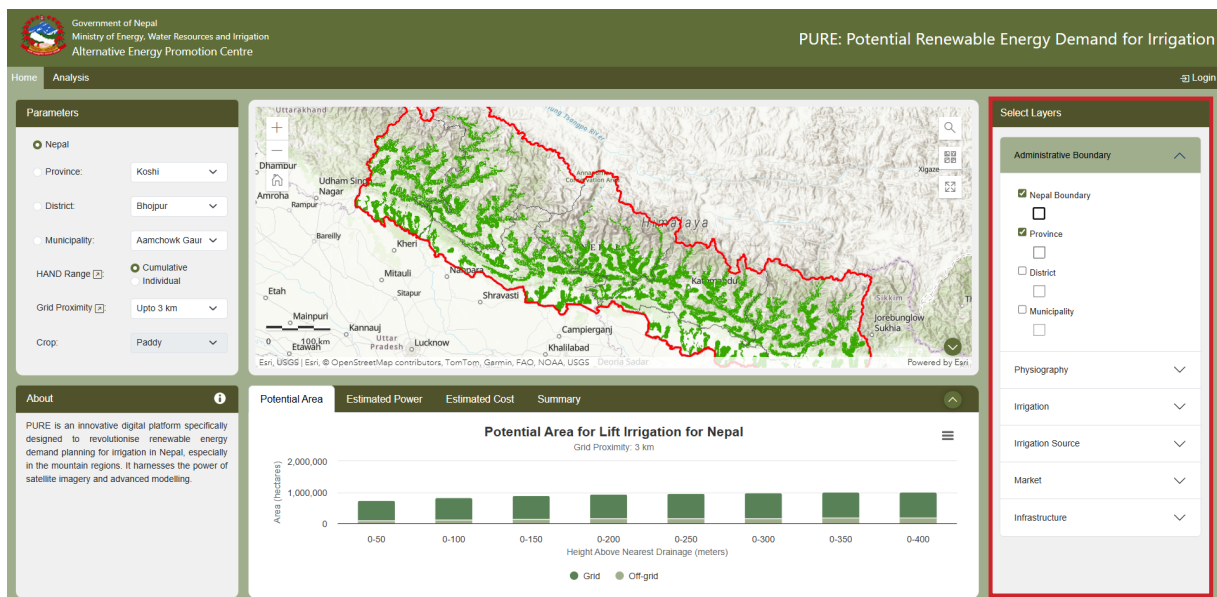 Government of Nepal
Ministry of Energy, Water Resources and Irrigation
Alternative Energy Promotion Centre
PURE: Potential Renewable Energy Demand for Irrigation
Home Analysis
Login
Parameters
Nepal
Province: Koshi
District: Bhojpur
Municipality: Aamchowk Gaur
HAND Range
Cumulative
Individual
Grid Proximity Upto 3 km
Crop: Paddy
Uttarakhand
Tsangpo River
Dhampur
Udham Singh
Nagar
Amroha
Rampur
Bareilly
Kheri
Mitauli
Nanpara
Sitapur
Shravasti
Etah
Mainpuri
Kannauj
Etawah
Uttar
Pradesh
Lucknow
Campierganj
Khalilabad
Deoria Sadar
Himalaya
NEPAL
Kathmandu
Xigaze
Sikkim
Jorebunglow
Sukhia
0 100 km
Esri, USGS | Esri, © OpenStreetMap contributors, TomTom, Garmin, FAO, NOAA, USGS
Powered by Esri
About
PURE is an innovative digital platform specifically
designed to revolutionise renewable energy
demand planning for irrigation in Nepal, especially
in the mountain regions. It harnesses the power of
satellite imagery and advanced modelling.
Potential Area Estimated Power Estimated Cost Summary
Potential Area for Lift Irrigation for Nepal
Grid Proximity: 3 km
Area (hectares)
2,000,000
1,000,000
0
0-50 0-100 0-150 0-200 0-250 0-300 0-350 0-400
Height Above Nearest Drainage (meters)
Grid Off-grid
Select Layers
Administrative Boundary
Nepal Boundary
Province
District
Municipality
Physiography
Irrigation
Irrigation Source
Market
Infrastructure